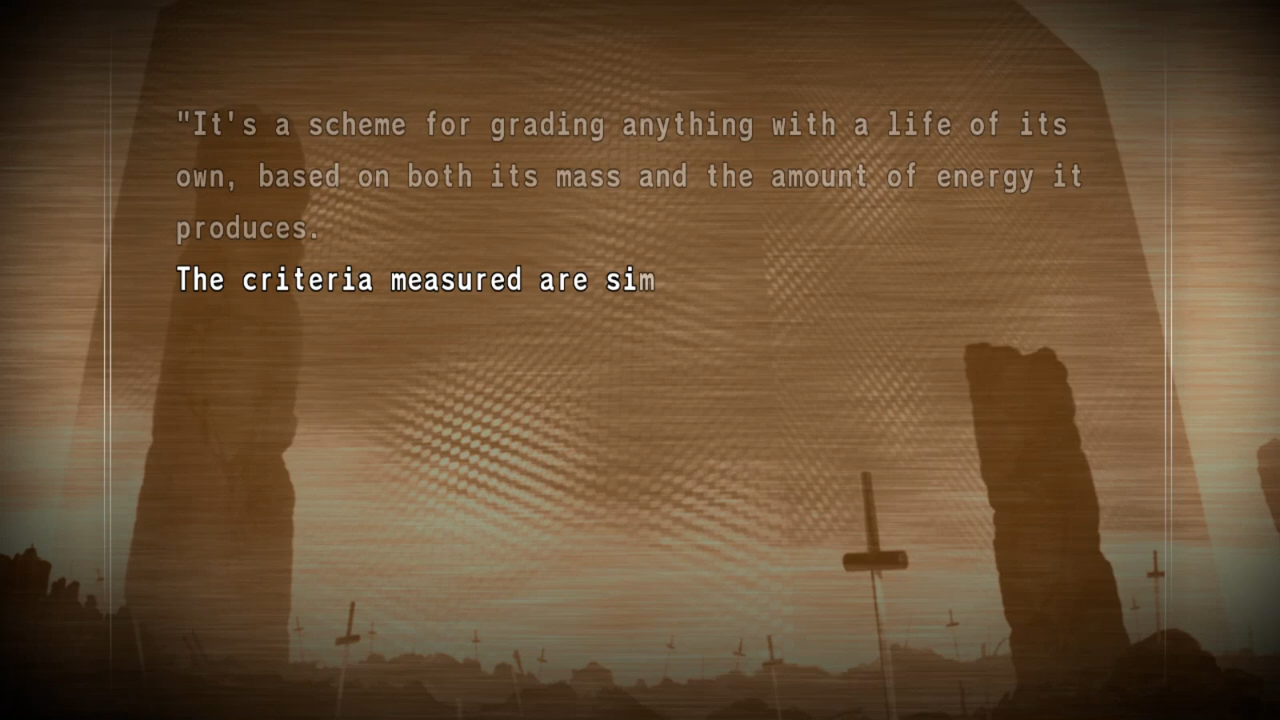 "It's a scheme for grading anything with a life of its
own, based on both its mass and the amount of energy it
produces.
The criteria measured are sim